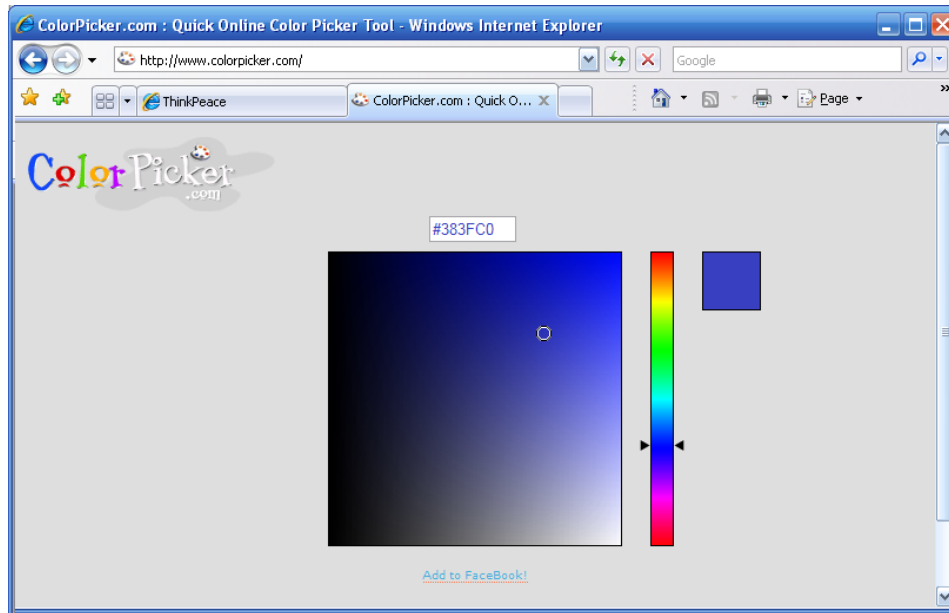 ColorPicker.com : Quick Online Color Picker Tool - Windows Internet Explorer
http://www.colorpicker.com/
Google
ThinkPeace
ColorPicker.com : Quick O...
Page
ColorPicker
.com
#383FC0
Add to FaceBook!